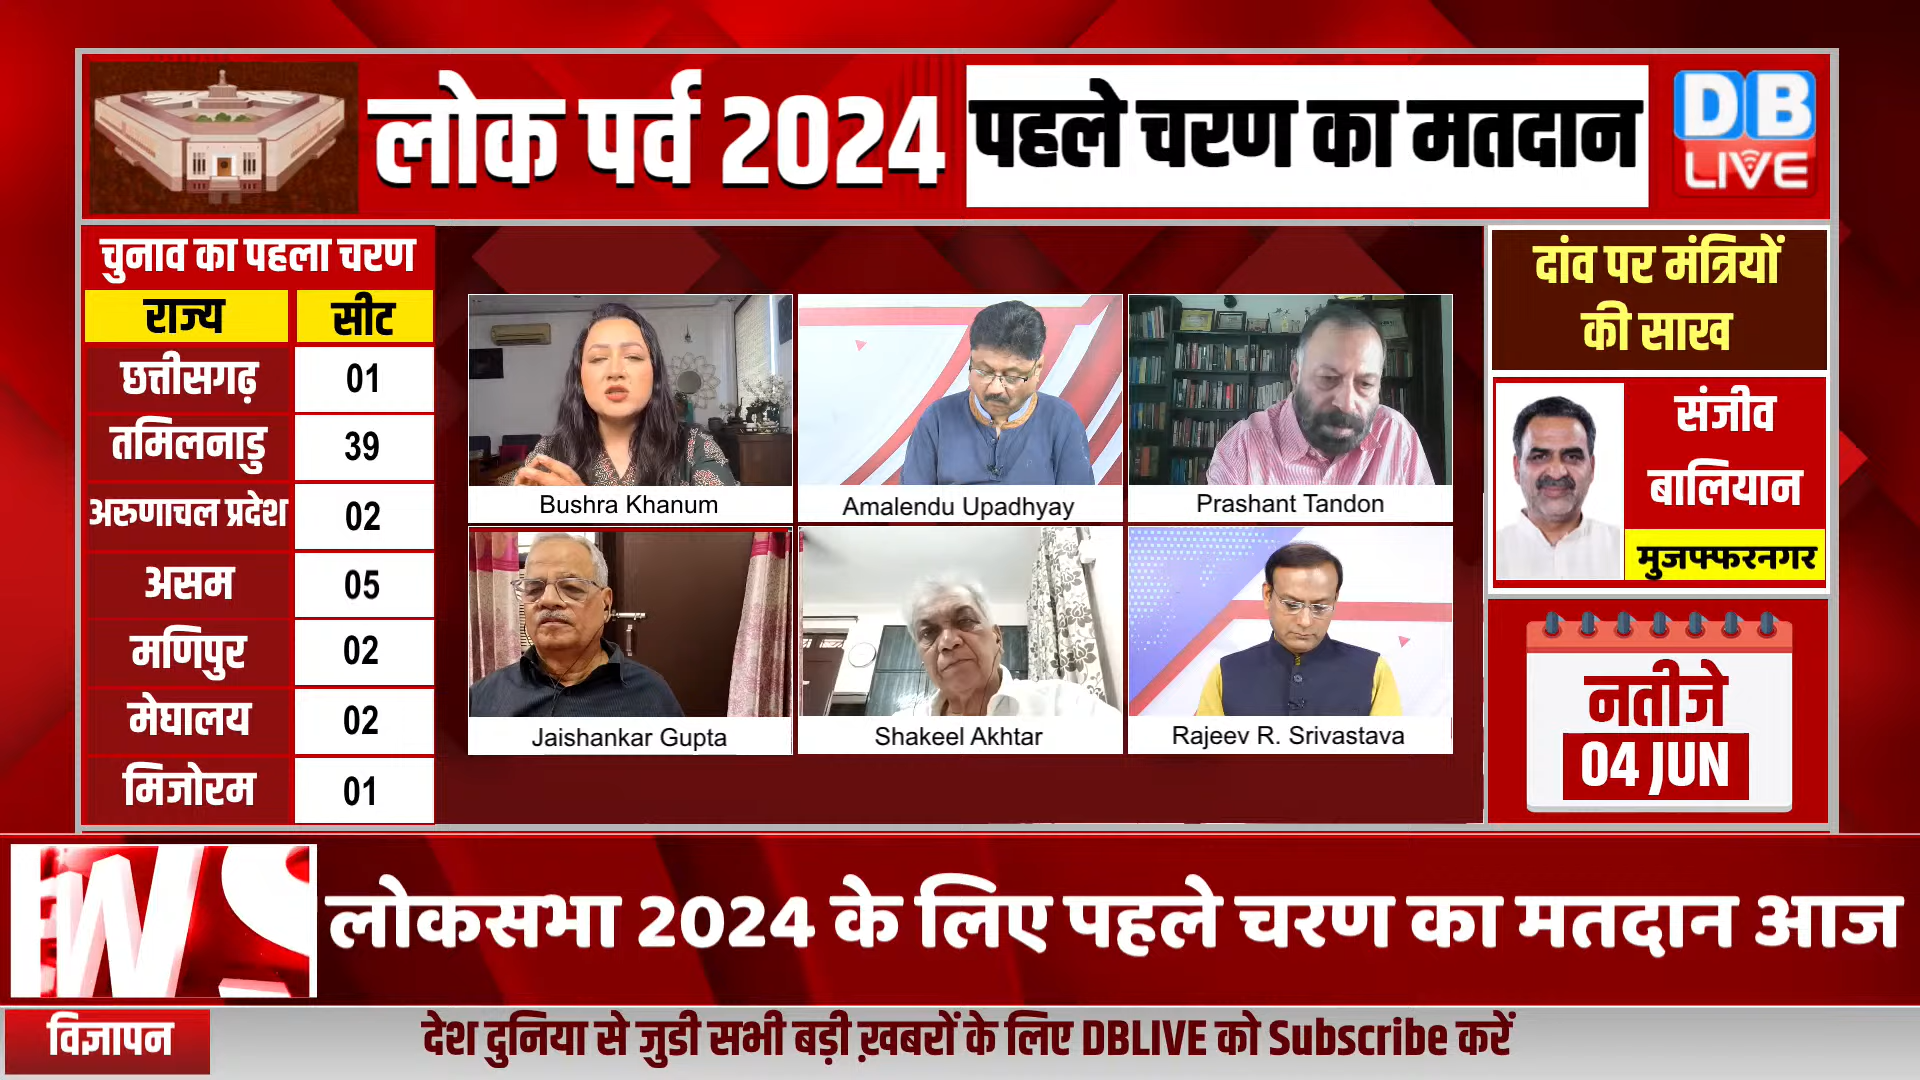 लोक पर्व 2024
पहले चरण का मतदान
DB
LIVE
चुनाव का पहला चरण
राज्य सीट
छत्तीसगढ़ 01
तमिलनाडु 39
अरुणाचल प्रदेश 02
असम 05
मणिपुर 02
मेघालय 02
मिजोरम 01
Bushra Khanum
Amalendu Upadhyay
Prashant Tandon
Jaishankar Gupta
Shakeel Akhtar
Rajeev R. Srivastava
दांव पर मंत्रियों
की साख
संजीव
बालियान
मुजफ्फरनगर
नतीजे
04 JUN
EWS
लोकसभा 2024 के लिए पहले चरण का मतदान आज
विज्ञापन
देश दुनिया से जुडी सभी बड़ी ख़बरों के लिए DBLIVE को Subscribe करें